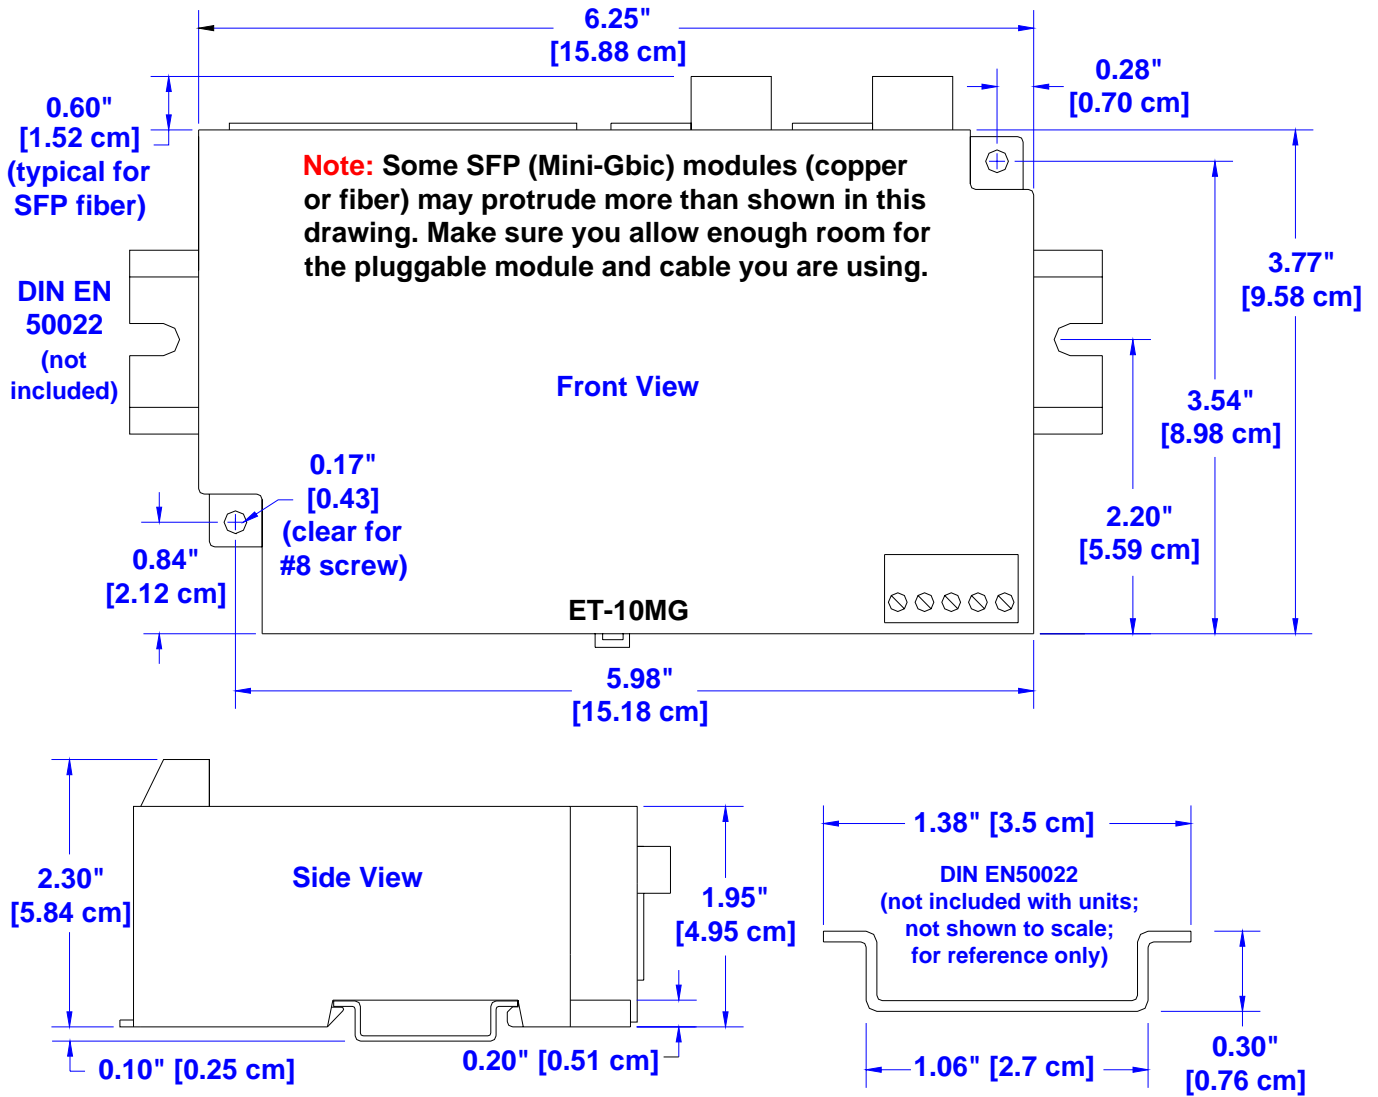 6.25"
[15.88 cm]
0.28"
[0.70 cm]
0.60"
[1.52 cm]
(typical for
SFP fiber)
Note: Some SFP (Mini-Gbic) modules (copper
or fiber) may protrude more than shown in this
drawing. Make sure you allow enough room for
the pluggable module and cable you are using.
3.77"
[9.58 cm]
DIN EN
50022
(not
included)
Front View
3.54"
[8.98 cm]
0.17"
[0.43]
(clear for
#8 screw)
2.20"
[5.59 cm]
0.84"
[2.12 cm]
ET-10MG
5.98"
[15.18 cm]
2.30"
[5.84 cm]
Side View
1.95"
[4.95 cm]
0.10" [0.25 cm]
0.20" [0.51 cm]
1.38" [3.5 cm]
DIN EN50022
(not included with units;
not shown to scale;
for reference only)
1.06" [2.7 cm]
0.30"
[0.76 cm]